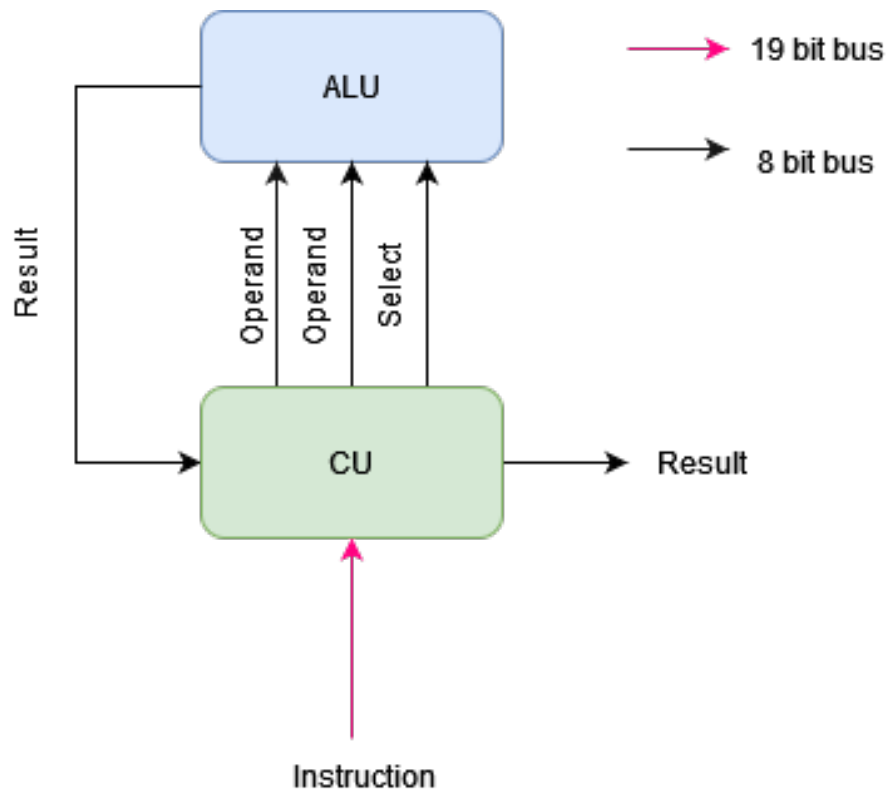 ALU
19 bit bus
8 bit bus
Result
Operand
Operand
Select
CU
Result
Instruction